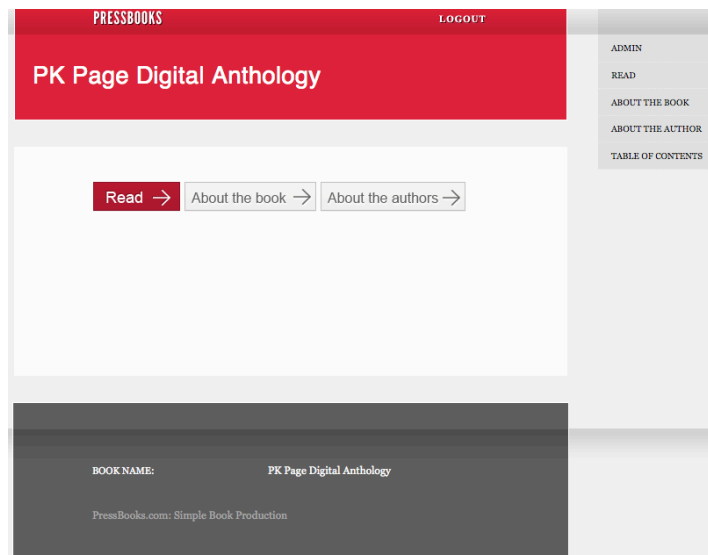 PRESSBOOKS LOGOUT
PK Page Digital Anthology
ADMIN
READ
ABOUT THE BOOK
ABOUT THE AUTHOR
TABLE OF CONTENTS
Read
About the book
About the authors
BOOK NAME: PK Page Digital Anthology
PressBooks.com: Simple Book Production